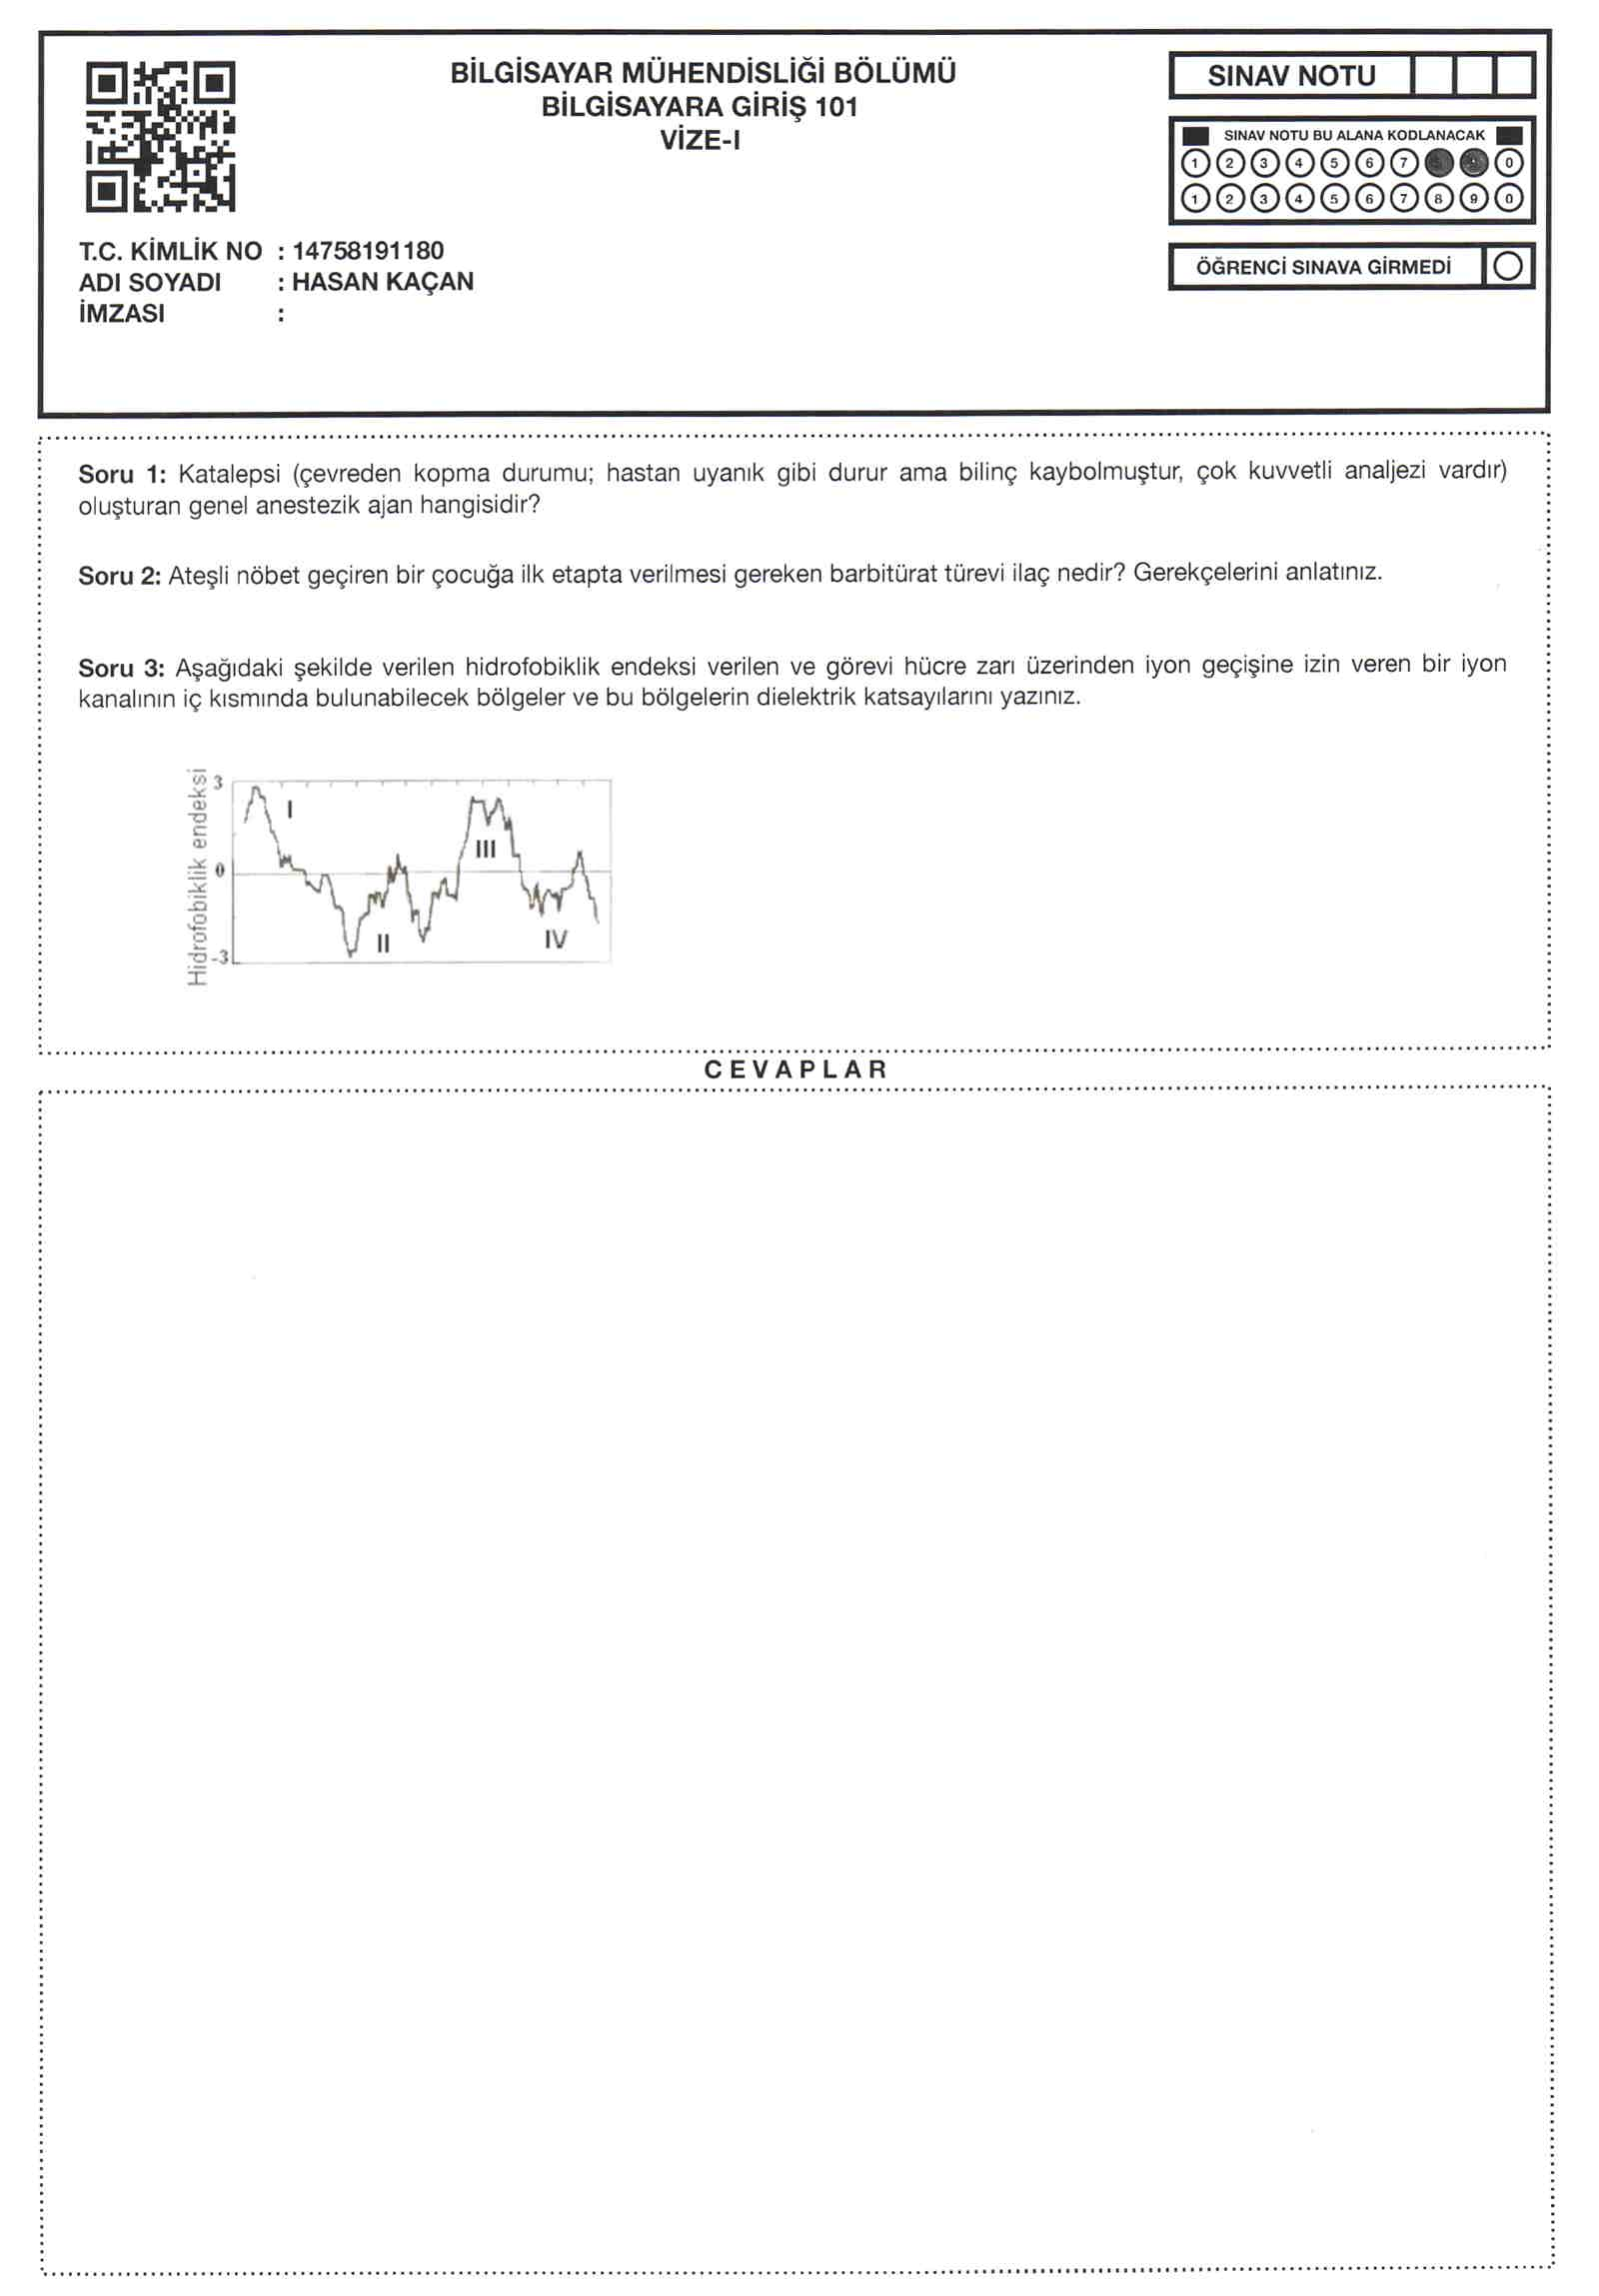 BİLGİSAYAR MÜHENDİSLİĞİ BÖLÜMÜ
BİLGİSAYARA GİRİŞ 101
VİZE-I
SINAV NOTU
SINAV NOTU BU ALANA KODLANACAK
1 2 3 4 5 6 7 8 9 0
1 2 3 4 5 6 7 8 9 0
ÖĞRENCİ SINAVA GİRMEDİ
T.C. KİMLİK NO : 14758191180
ADI SOYADI : HASAN KAÇAN
İMZASI :
Soru 1: Katalepsi (çevreden kopma durumu; hastan uyanık gibi durur ama bilinç kaybolmuştur, çok kuvvetli analjezi vardır)
oluşturan genel anestezik ajan hangisidir?
Soru 2: Ateşli nöbet geçiren bir çocuğa ilk etapta verilmesi gereken barbitürat türevi ilaç nedir? Gerekçelerini anlatınız.
Soru 3: Aşağıdaki şekilde verilen hidrofobiklik endeksi verilen ve görevi hücre zarı üzerinden iyon geçişine izin veren bir iyon
kanalının iç kısmında bulunabilecek bölgeler ve bu bölgelerin dielektrik katsayılarını yazınız.
Hidrofobiklik endeksi
3
0
-3
I
II
III
IV
CEVAPLAR